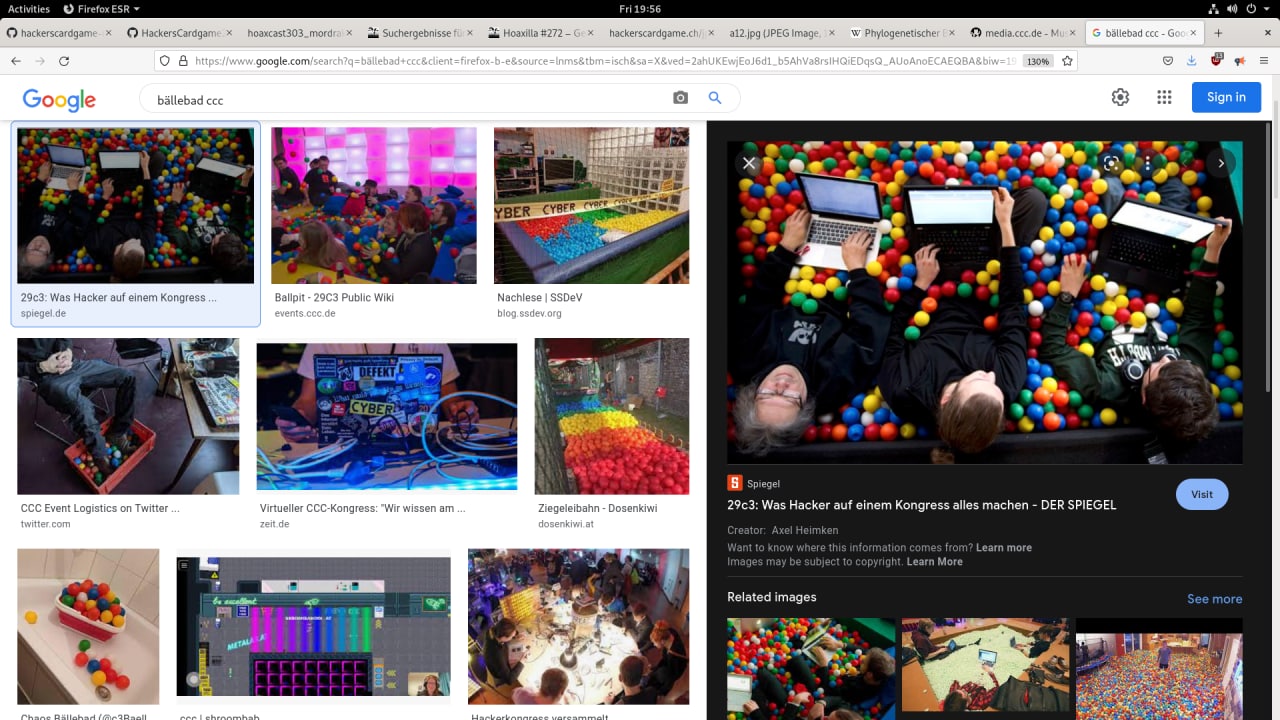 Activities Firefox ESR Fri 19:56
hackerscardgame HackersCardgame. hoaxcast303_mordra Suchergebnisse fü Hoaxilla #272 – Ge hackerscardgame.ch/j a12.jpg (JPEG Image, Phylogenetischer media.ccc.de - Mu bällebad ccc - Goo
https://www.google.com/search?q=bällebad+ccc&client=firefox-b-e&source=lnms&tbm=isch&sa=X&ved=2ahUKEwjEoJ6d1_b5AhVa8rsIHQiEDqsQ_AUoAnoECAEQBA&biw=19 130%
Google bällebad ccc Sign in
CYBER CYBER CYBER CYBER
29c3: Was Hacker auf einem Kongress ...
spiegel.de
Ballpit - 29C3 Public Wiki
events.ccc.de
Nachlese | SSDeV
blog.ssdev.org
DEFEKT
CYBER
CCC Event Logistics on Twitter ...
twitter.com
Virtueller CCC-Kongress: "Wir wissen am ...
zeit.de
Ziegeleibahn - Dosenkiwi
dosenkiwi.at
be excellent
METALAB
Chaos Bällebad (@c3Baell
ccc | shroombab
Hackerkongress versammelt
Spiegel
29c3: Was Hacker auf einem Kongress alles machen - DER SPIEGEL
Visit
Creator: Axel Heimken
Want to know where this information comes from? Learn more
Images may be subject to copyright. Learn More
Related images See more